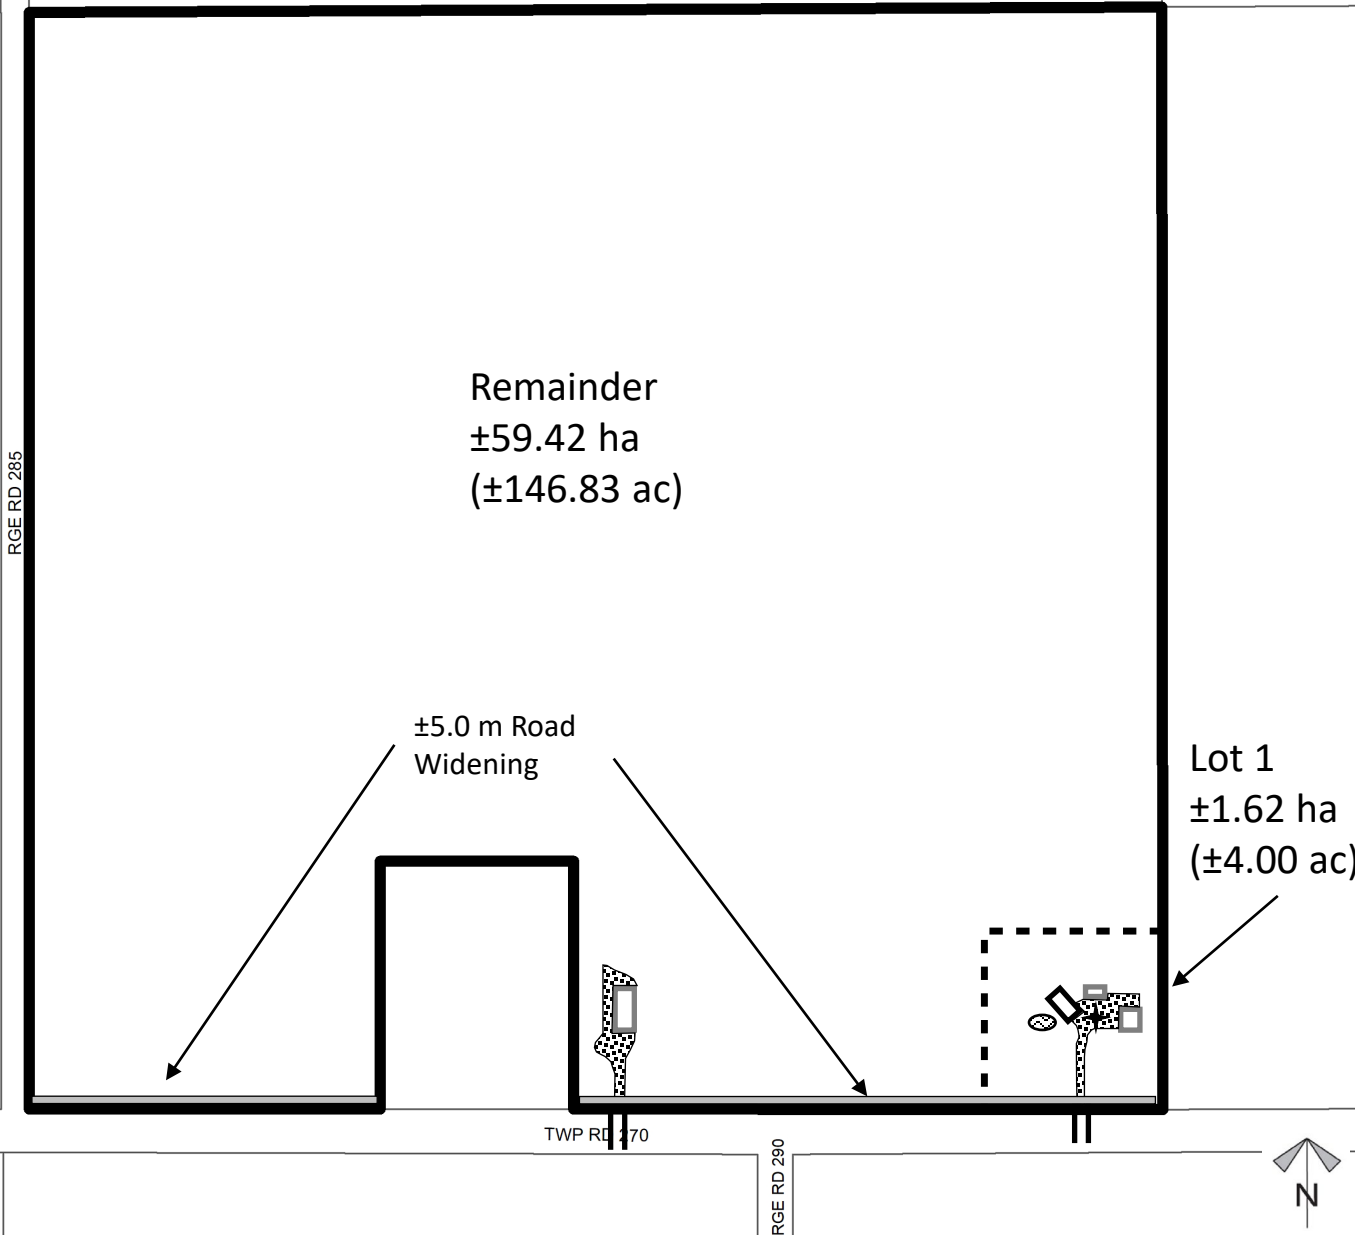 Remainder
±59.42 ha
(±146.83 ac)
RGE RD 285
±5.0 m Road
Widening
Lot 1
±1.62 ha
(±4.00 ac)
TWP RD 270
RGE RD 290
N